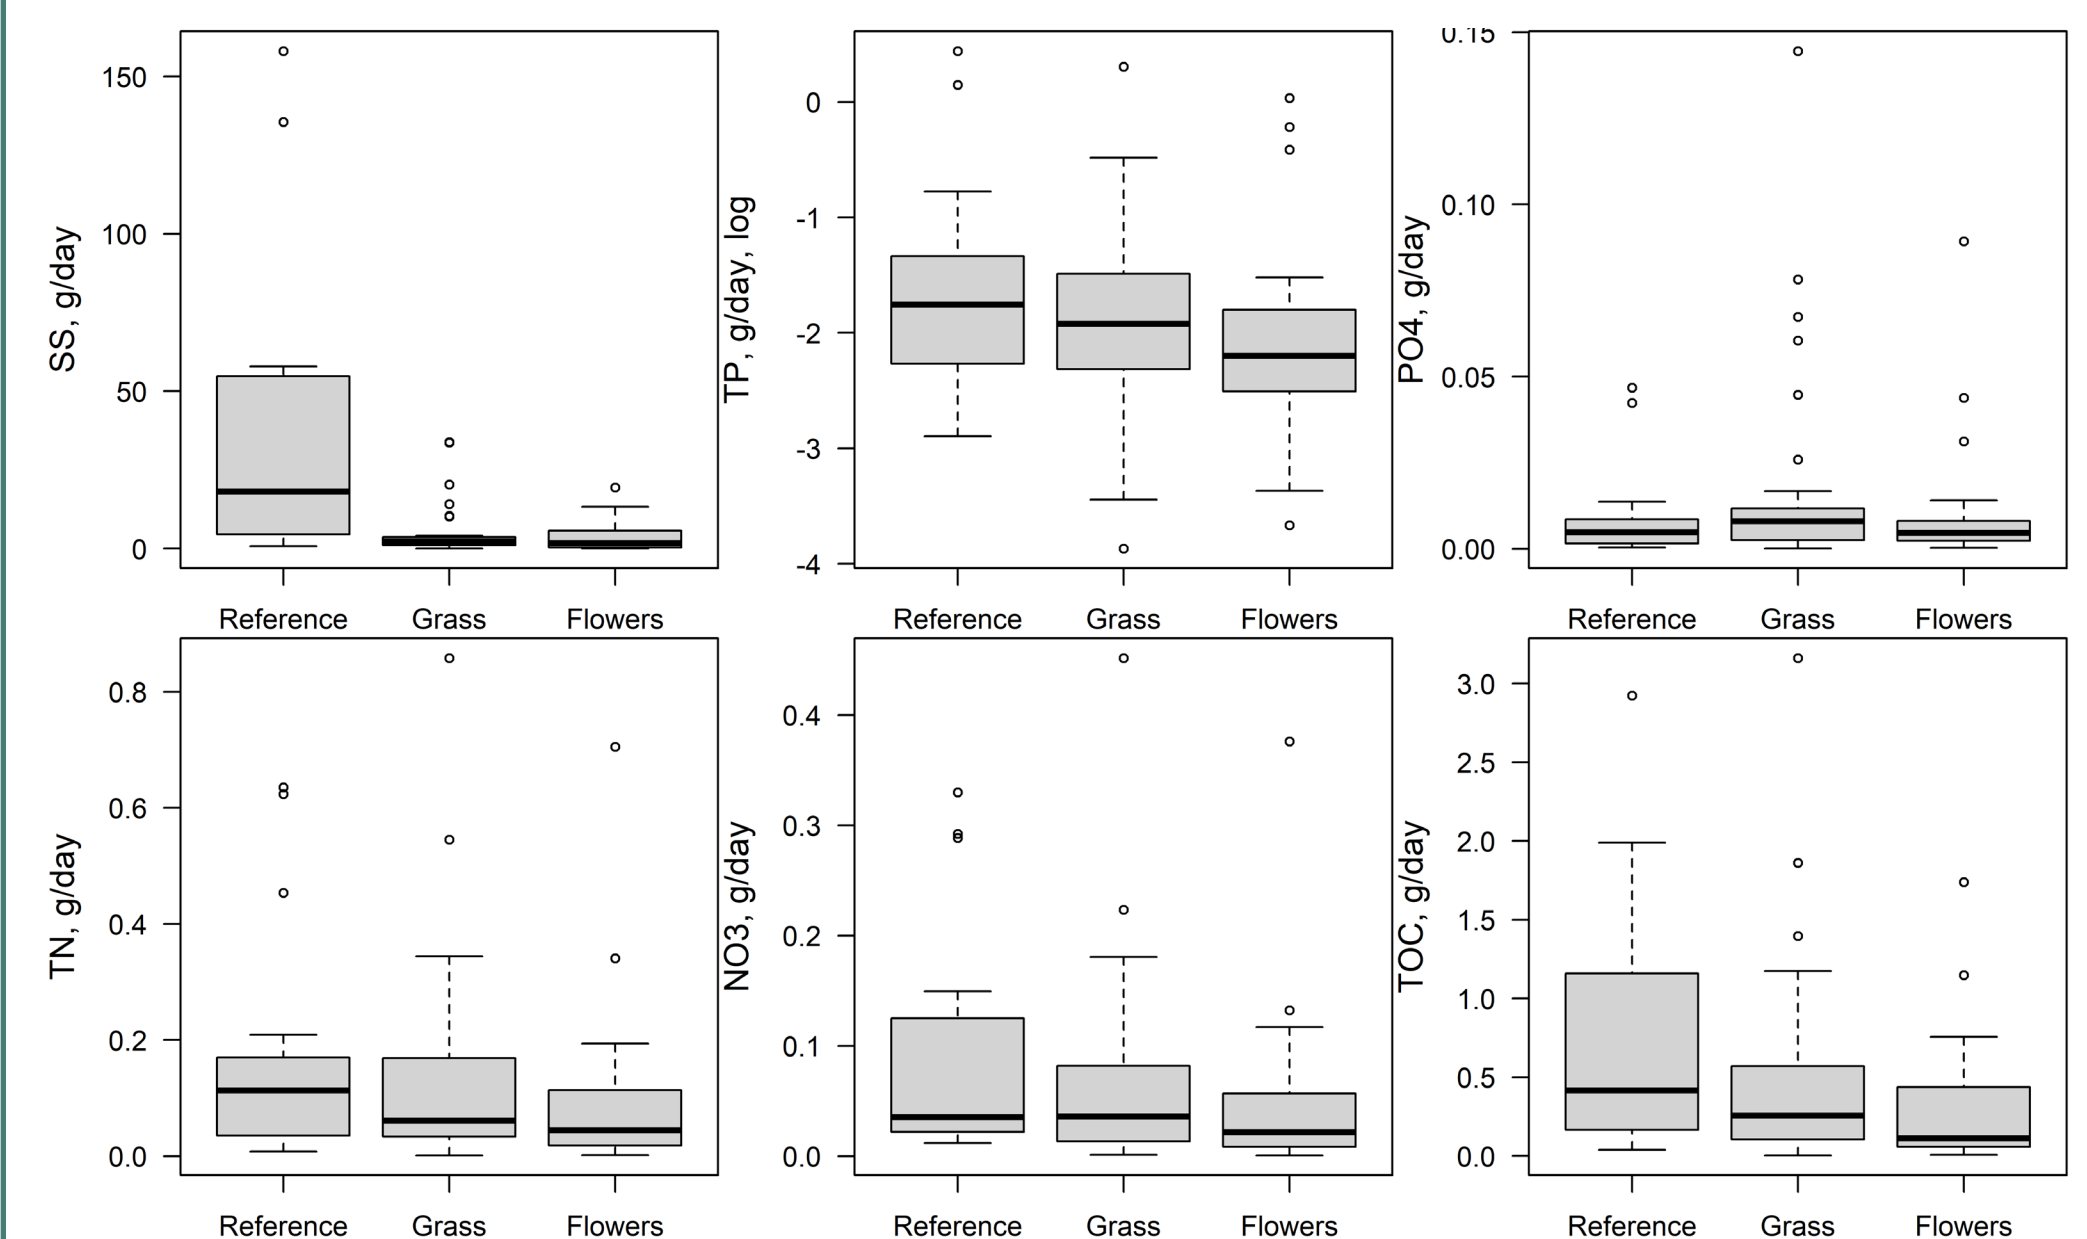 SS, g/day
150
100
50
0
Reference Grass Flowers
TP, g/day, log
0
-1
-2
-3
-4
Reference Grass Flowers
PO4, g/day
0.15
0.10
0.05
0.00
Reference Grass Flowers
TN, g/day
0.8
0.6
0.4
0.2
0.0
Reference Grass Flowers
NO3, g/day
0.4
0.3
0.2
0.1
0.0
Reference Grass Flowers
TOC, g/day
3.0
2.5
2.0
1.5
1.0
0.5
0.0
Reference Grass Flowers